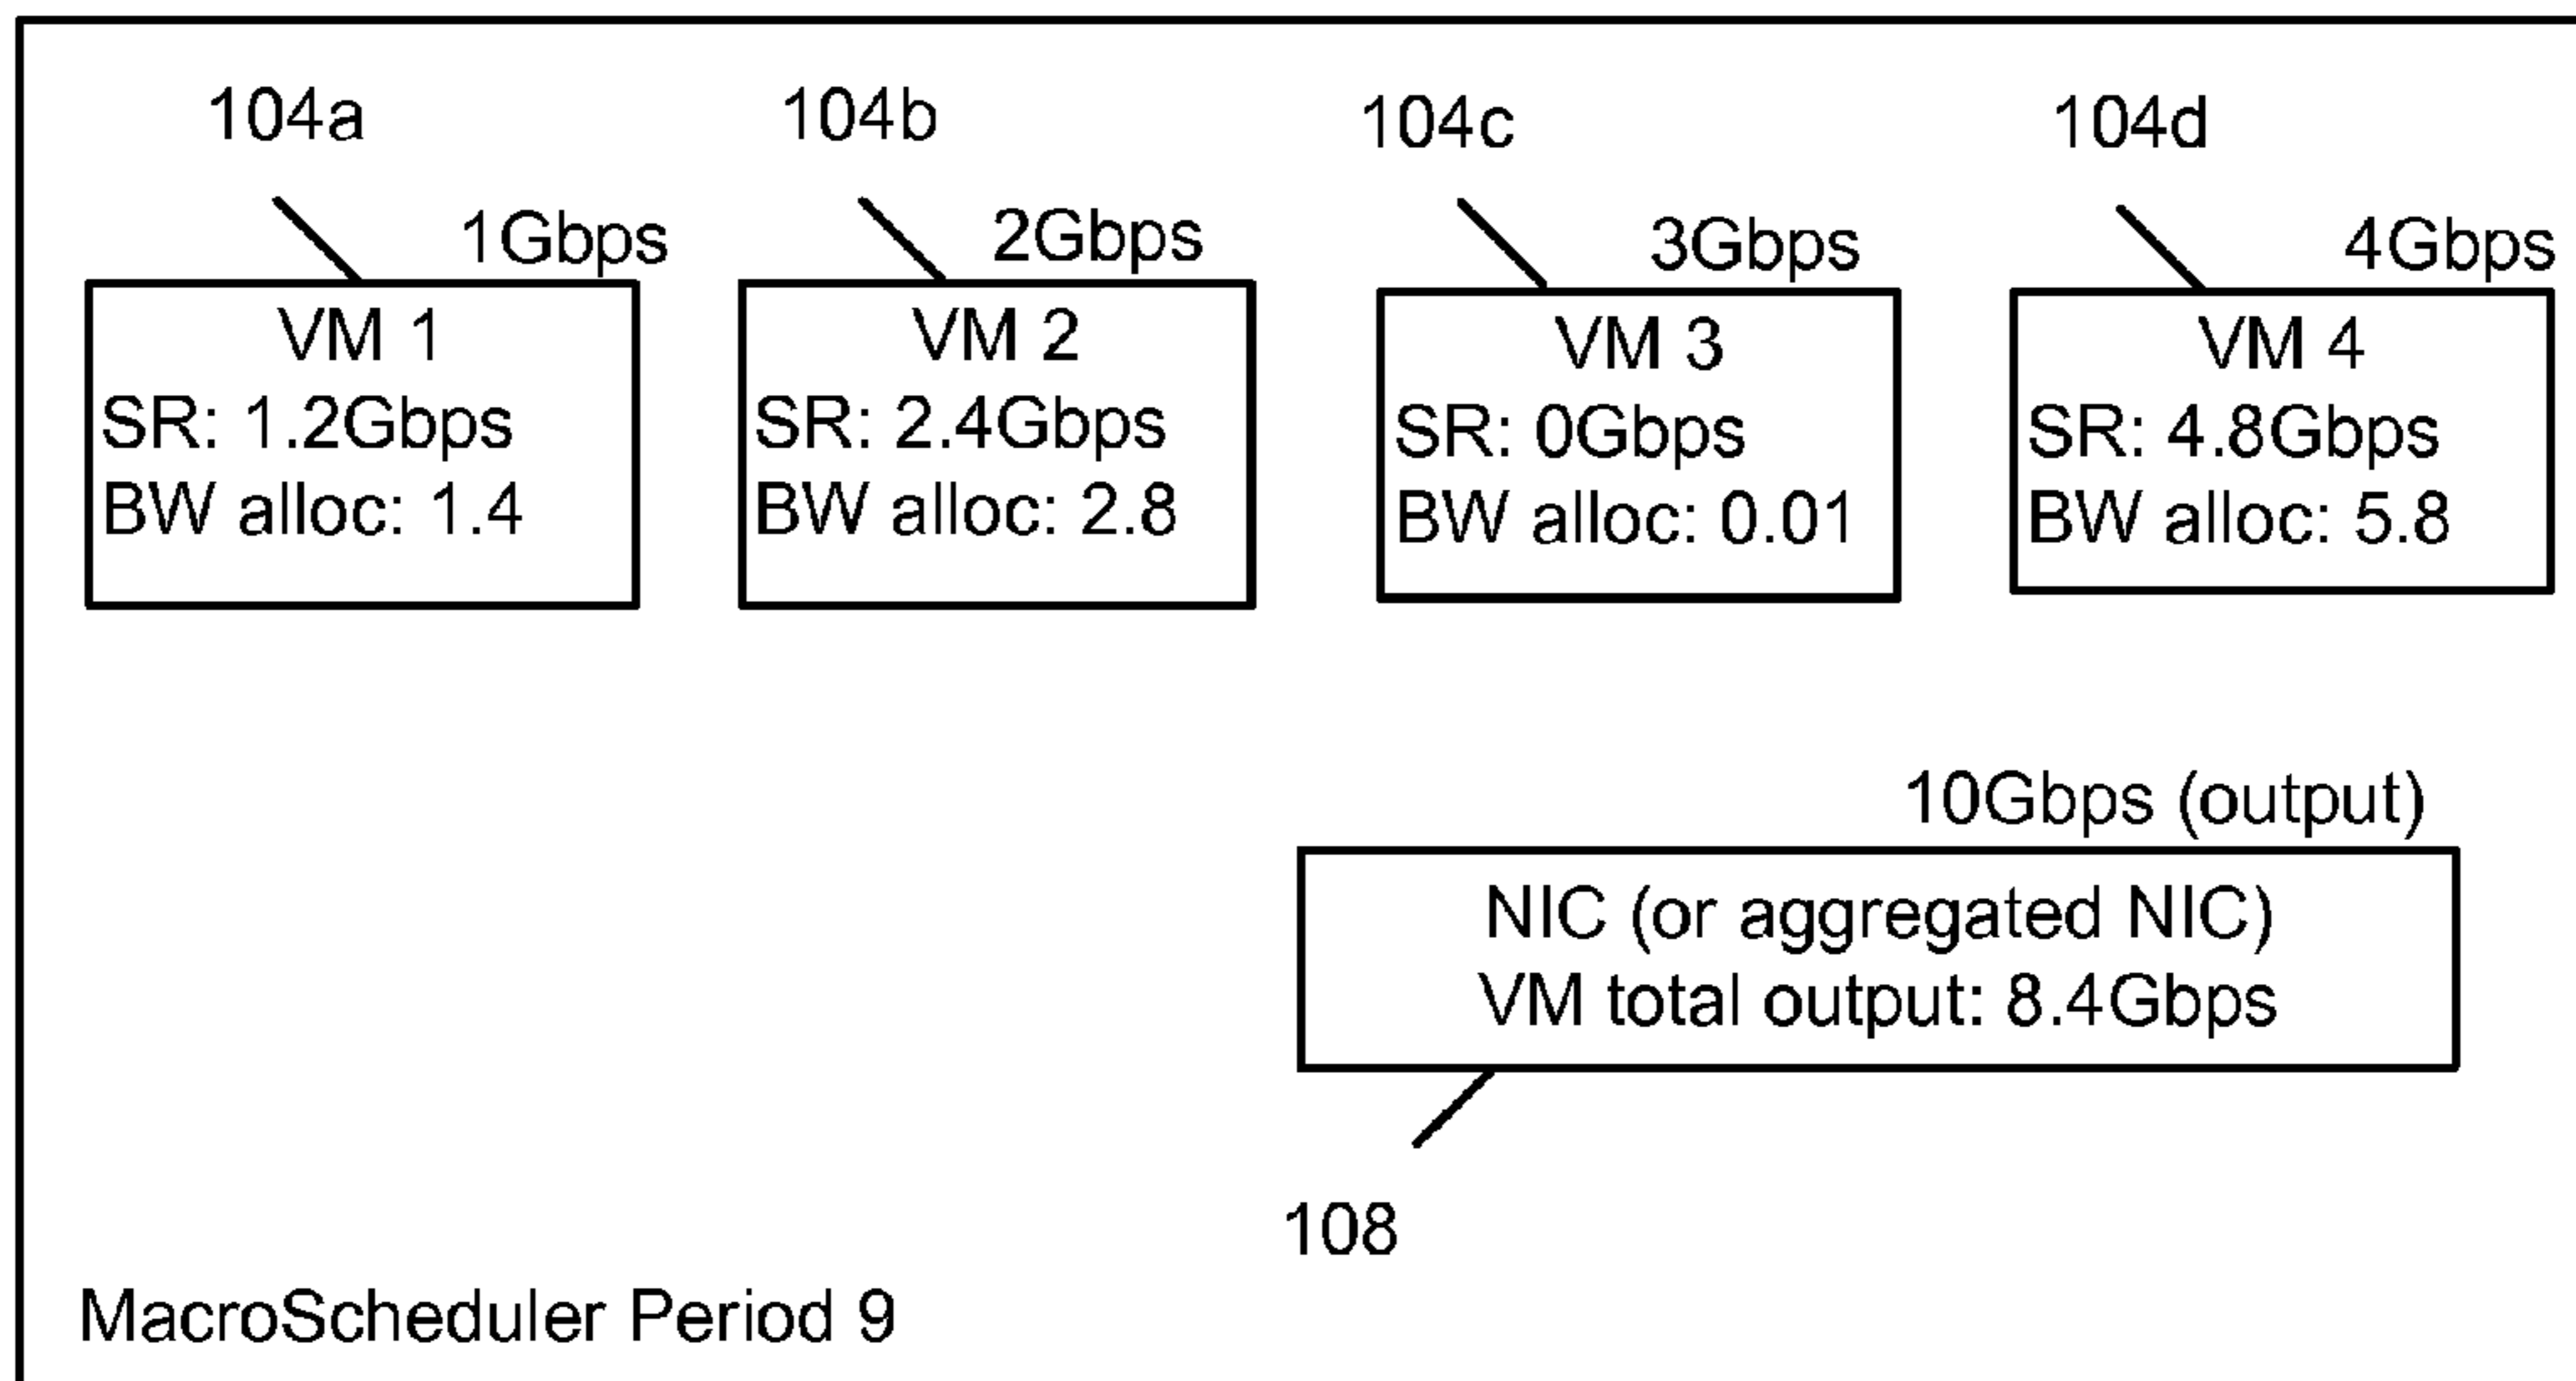 104a
104b
104c
104d
1Gbps
2Gbps
3Gbps
4Gbps
VM 1
SR: 1.2Gbps
BW alloc: 1.4
VM 2
SR: 2.4Gbps
BW alloc: 2.8
VM 3
SR: 0Gbps
BW alloc: 0.01
VM 4
SR: 4.8Gbps
BW alloc: 5.8
10Gbps (output)
NIC (or aggregated NIC)
VM total output: 8.4Gbps
108
MacroScheduler Period 9